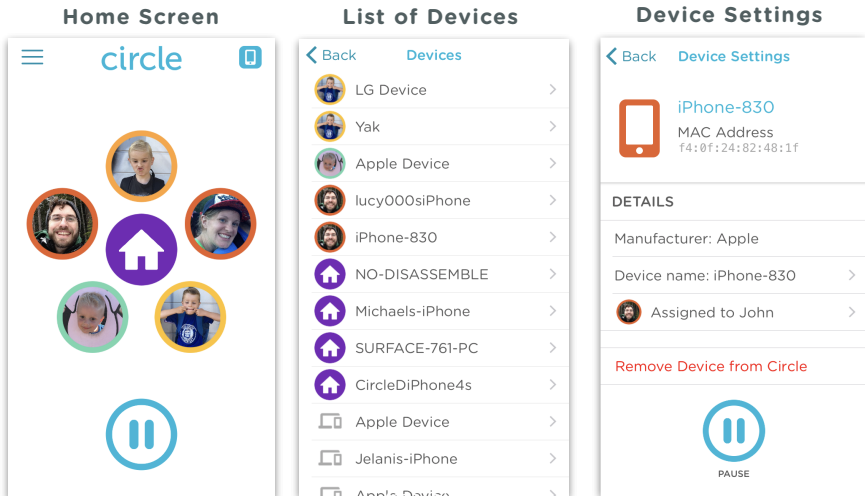 Home Screen
circle
List of Devices
Back
Devices
LG Device
Yak
Apple Device
lucy000siPhone
iPhone-830
NO-DISASSEMBLE
Michaels-iPhone
SURFACE-761-PC
CircleDiPhone4s
Apple Device
Jelanis-iPhone
App's Device
Device Settings
Back
Device Settings
iPhone-830
MAC Address
f4:0f:24:82:48:1f
DETAILS
Manufacturer: Apple
Device name: iPhone-830
Assigned to John
Remove Device from Circle
PAUSE